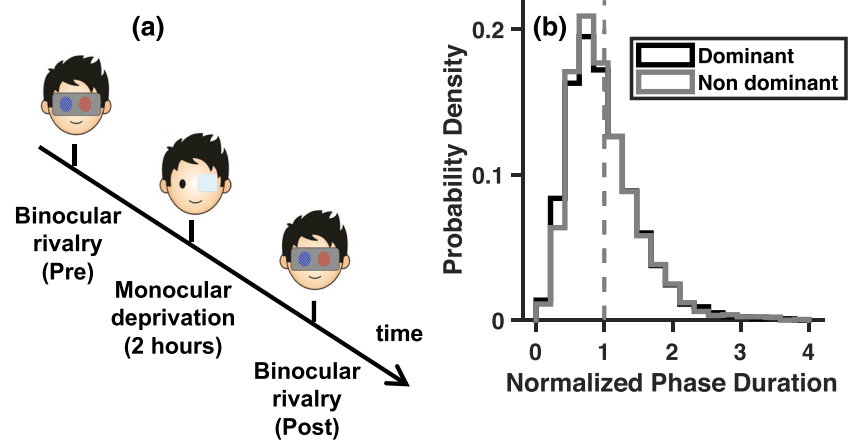 (a)
Binocular
rivalry
(Pre)
Monocular
deprivation
(2 hours)
Binocular
rivalry
(Post)
time
(b)
Dominant
Non dominant
Probability Density
0.2
0.1
0
0 1 2 3 4
Normalized Phase Duration